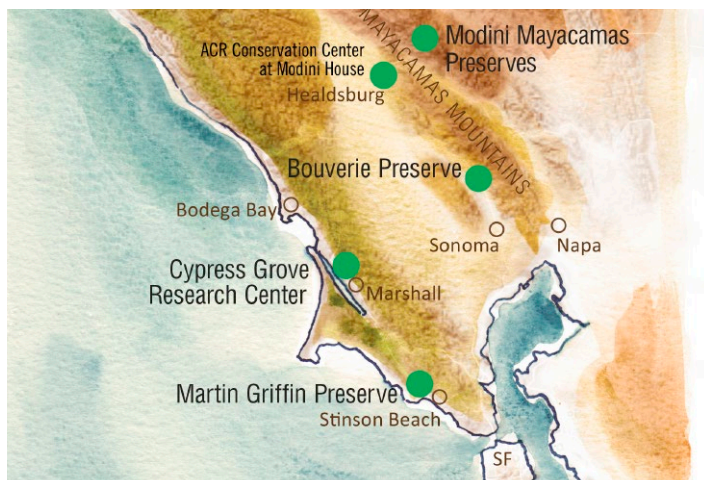 Modini Mayacamas
Preserves
ACR Conservation Center
at Modini House
Healdsburg
MAYACAMAS MOUNTAINS
Bouverie Preserve
Bodega Bay
Sonoma
Napa
Cypress Grove
Research Center
Marshall
Martin Griffin Preserve
Stinson Beach
SF